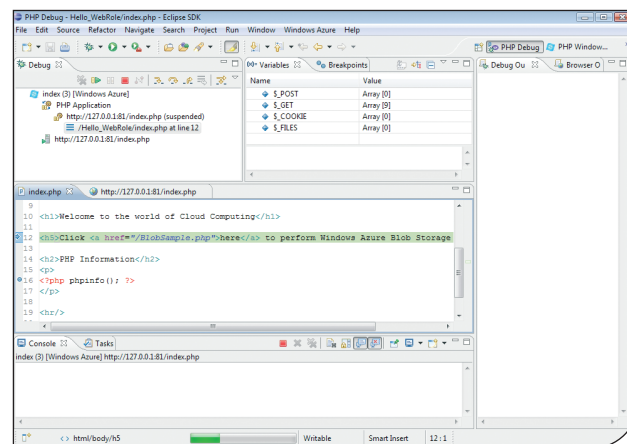 PHP Debug - Hello_WebRole/index.php - Eclipse SDK
File Edit Source Refactor Navigate Search Project Run Window Windows Azure Help
PHP Debug PHP Window...
Debug
index (3) [Windows Azure]
PHP Application
http://127.0.0.1:81/index.php (suspended)
/Hello_WebRole/index.php at line 12
http://127.0.0.1:81/index.php
Variables Breakpoints
Name Value
$_POST Array [0]
$_GET Array [9]
$_COOKIE Array [0]
$_FILES Array [0]
Debug Ou Browser O
index.php http://127.0.0.1:81/index.php
9
10 <h1>Welcome to the world of Cloud Computing</h1>
11
12 <h5>Click <a href="/BlobSample.php">here</a> to perform Windows Azure Blob Storage
13
14 <h2>PHP Information</h2>
15 <p>
16 <?php phpinfo(); ?>
17 </p>
18
19 <hr/>
Console Tasks
index (3) [Windows Azure] http://127.0.0.1:81/index.php
html/body/h5 Writable Smart Insert 12 : 1